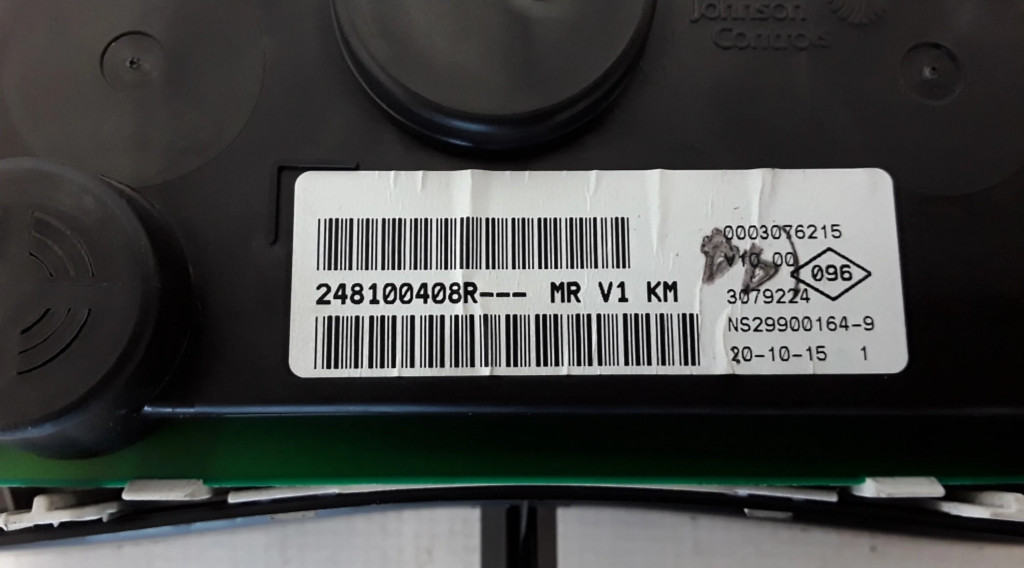 Johnson
Controls
0003076215
V10 00
096
248100408R--- MR V1 KM
3079224
NS29900164-9
20-10-15 1